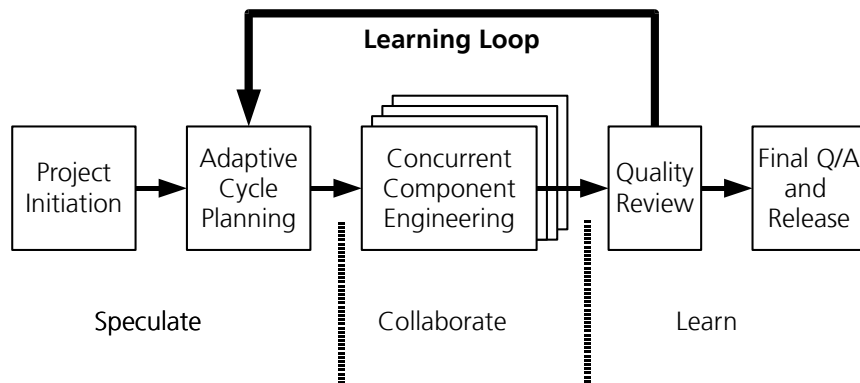 Learning Loop
Project
Initiation
Adaptive
Cycle
Planning
Concurrent
Component
Engineering
Quality
Review
Final Q/A
and
Release
Speculate
Collaborate
Learn